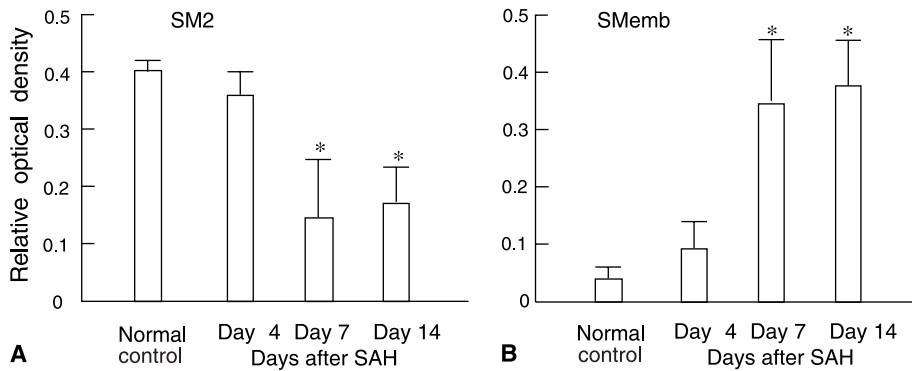 SM2
0.5
0.4
0.3
0.2
0.1
0
Relative optical density
* *
Normal control
Day 4 Day 7 Day 14
Days after SAH
A
SMemb
0.5
0.4
0.3
0.2
0.1
0
* *
Normal control
Day 4 Day 7 Day 14
Days after SAH
B